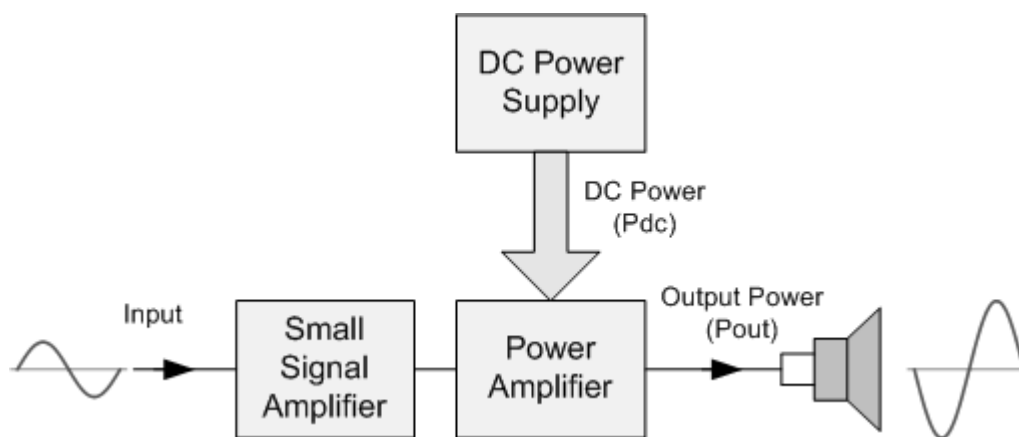 DC Power
Supply
DC Power
(Pdc)
Input
Small
Signal
Amplifier
Power
Amplifier
Output Power
(Pout)